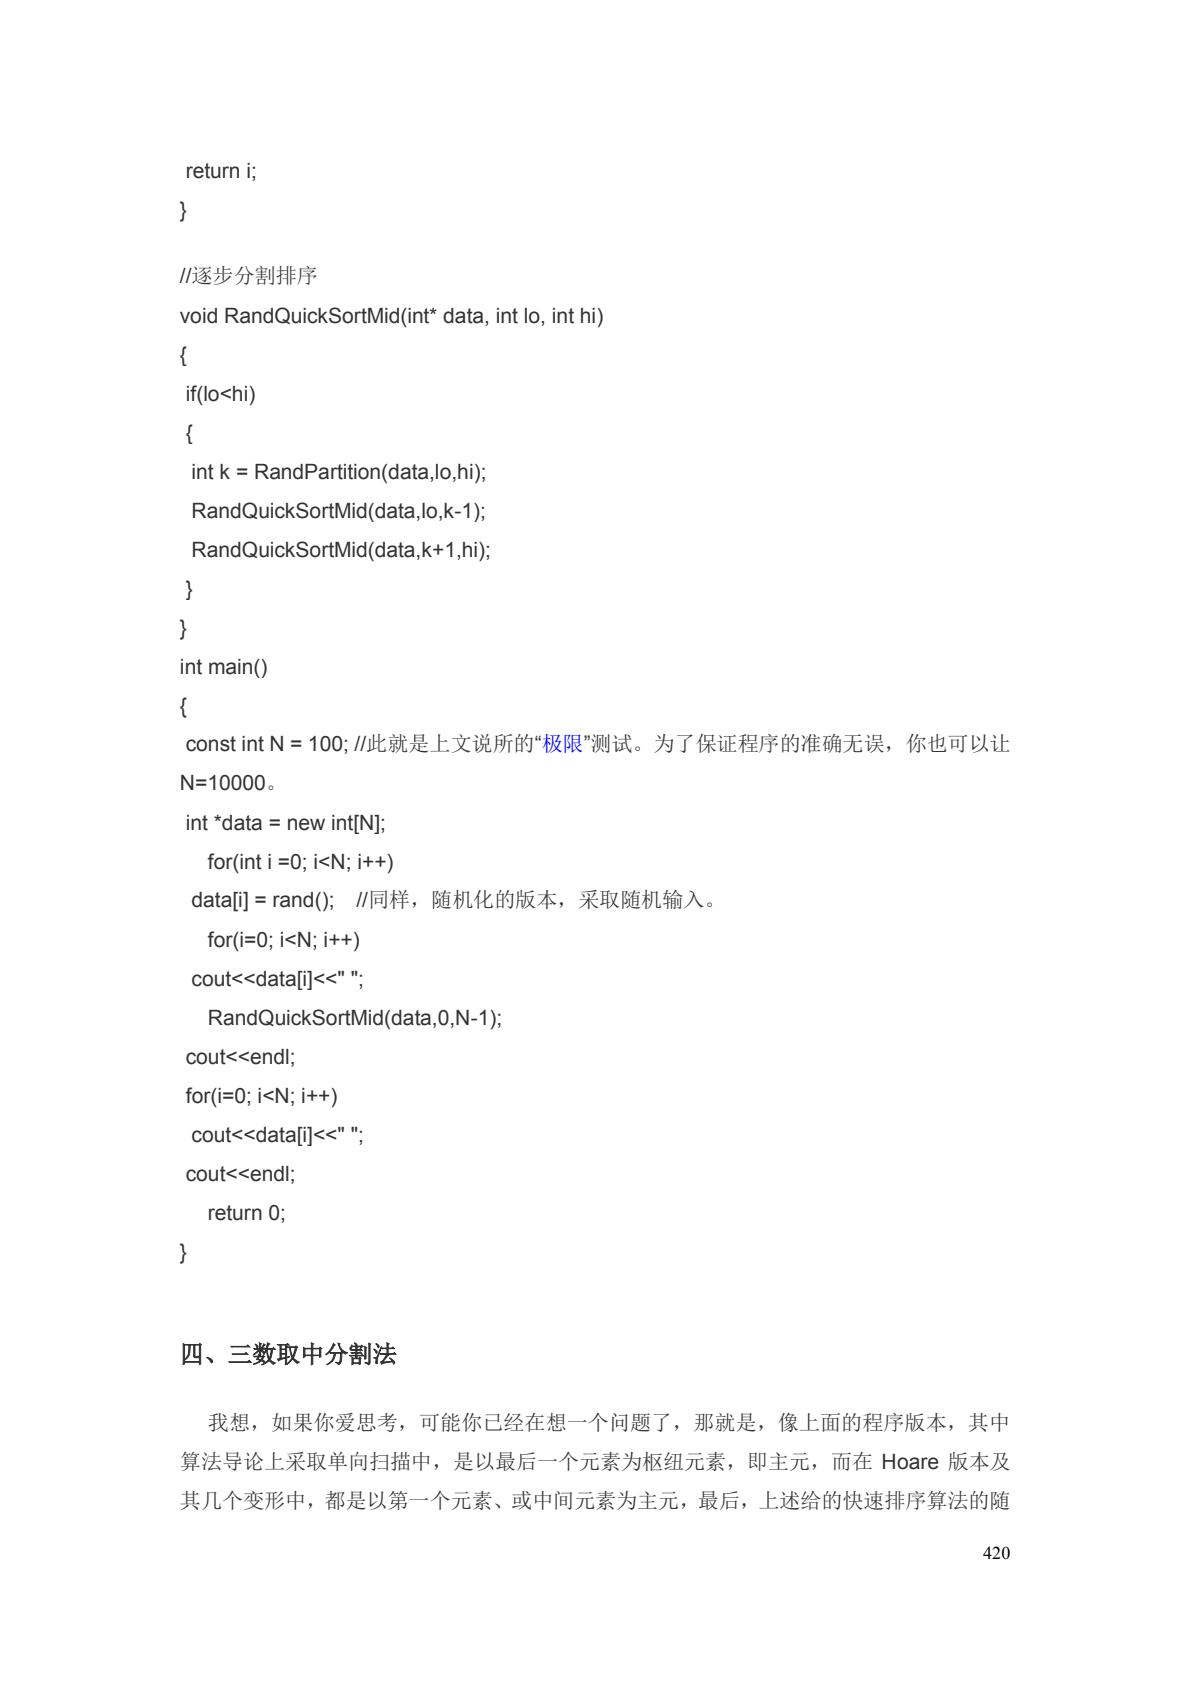 return i;
}
//逐步分割排序
void RandQuickSortMid(int* data, int lo, int hi)
{
if(lo<hi)
{
int k = RandPartition(data,lo,hi);
RandQuickSortMid(data,lo,k-1);
RandQuickSortMid(data,k+1,hi);
}
}
int main()
{
const int N = 100; //此就是上文说所的“极限”测试。为了保证程序的准确无误，你也可以让
N=10000。
int *data = new int[N];
for(int i =0; i<N; i++)
data[i] = rand(); //同样，随机化的版本，采取随机输入。
for(i=0; i<N; i++)
cout<<data[i]<<" ";
RandQuickSortMid(data,0,N-1);
cout<<endl;
for(i=0; i<N; i++)
cout<<data[i]<<" ";
cout<<endl;
return 0;
}
四、三数取中分割法
我想，如果你爱思考，可能你已经在想一个问题了，那就是，像上面的程序版本，其中
算法导论上采取单向扫描中，是以最后一个元素为枢纽元素，即主元，而在 Hoare 版本及
其几个变形中，都是以第一个元素、或中间元素为主元，最后，上述给的快速排序算法的随
420